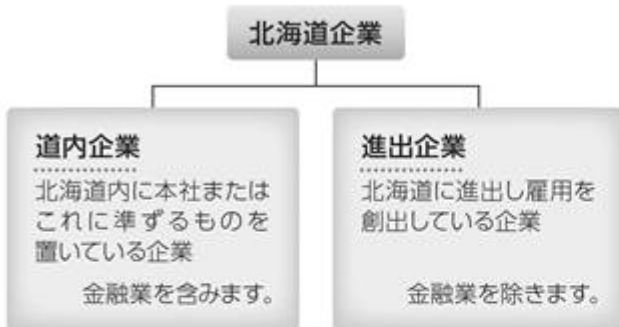 北海道企業
道内企業
北海道内に本社または
これに準ずるものを
置いている企業
金融業を含みます。
進出企業
北海道に進出し雇用を
創出している企業
金融業を除きます。